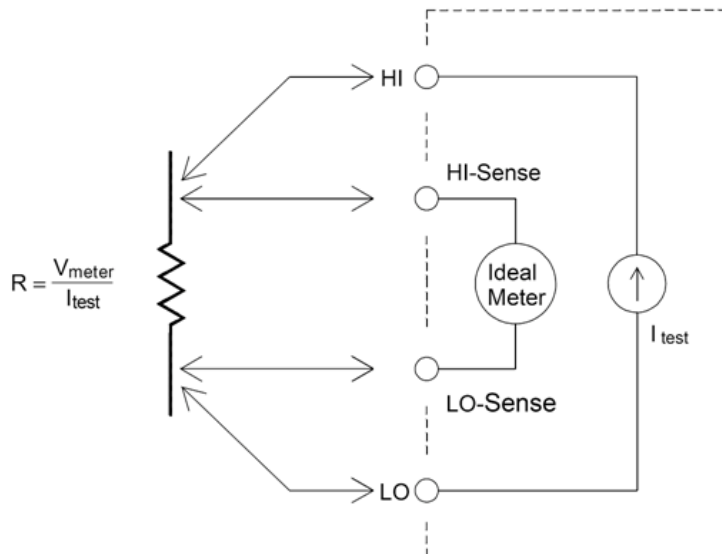 HI
HI-Sense
R = Vmeter / Itest
Ideal
Meter
I test
LO-Sense
LO